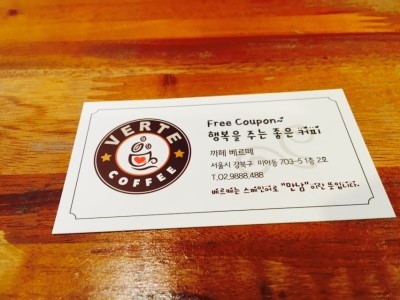 VERTE
COFFEE
Free Coupon~
행복을 주는 좋은 커피
까페 베르떼
서울시 강북구 미아동 703-5 1층 2호
T.02.9888.488
베르떼는 스페인어로 "만남" 이란 뜻입니다.